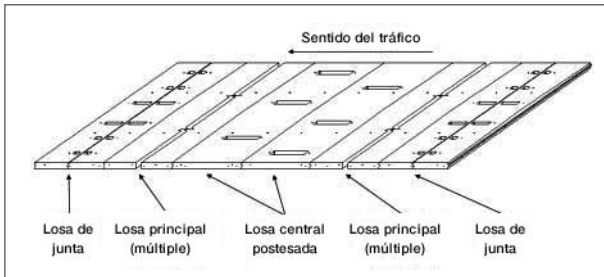 Sentido del tráfico
Losa de
junta
Losa principal
(múltiple)
Losa central
postesada
Losa principal
(múltiple)
Losa de
junta